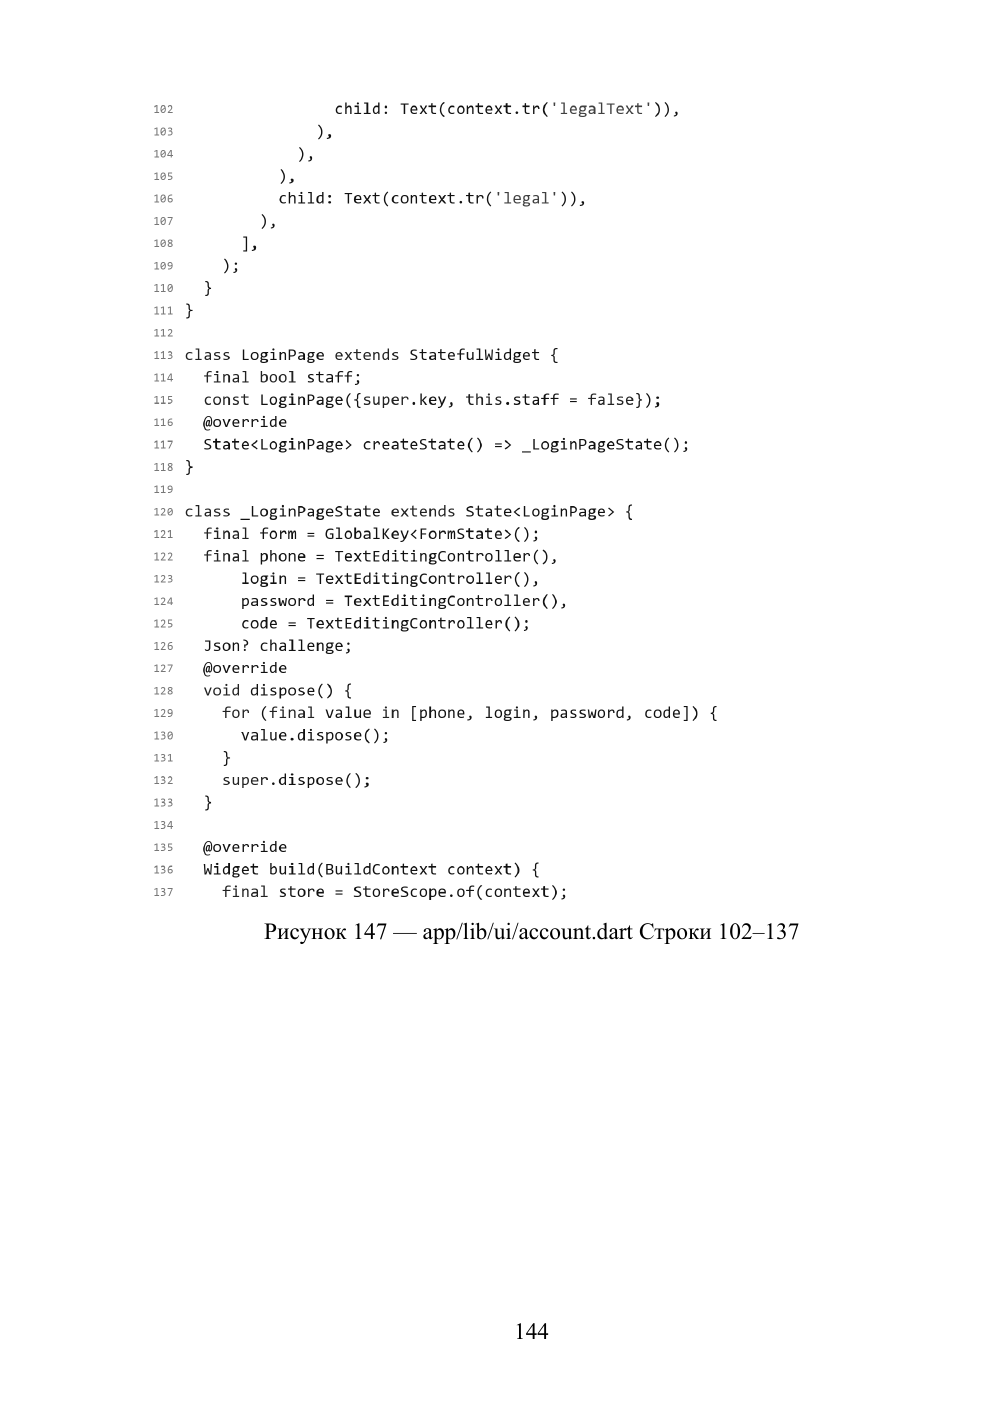 102                 child: Text(context.tr('legalText')),
103               ),
104             ),
105           ),
106           child: Text(context.tr('legal')),
107         ),
108       ],
109     );
110   }
111 }
112
113 class LoginPage extends StatefulWidget {
114   final bool staff;
115   const LoginPage({super.key, this.staff = false});
116   @override
117   State<LoginPage> createState() => _LoginPageState();
118 }
119
120 class _LoginPageState extends State<LoginPage> {
121   final form = GlobalKey<FormState>();
122   final phone = TextEditingController(),
123       login = TextEditingController(),
124       password = TextEditingController(),
125       code = TextEditingController();
126   Json? challenge;
127   @override
128   void dispose() {
129     for (final value in [phone, login, password, code]) {
130       value.dispose();
131     }
132     super.dispose();
133   }
134
135   @override
136   Widget build(BuildContext context) {
137     final store = StoreScope.of(context);
Рисунок 147 — app/lib/ui/account.dart Строки 102–137
144